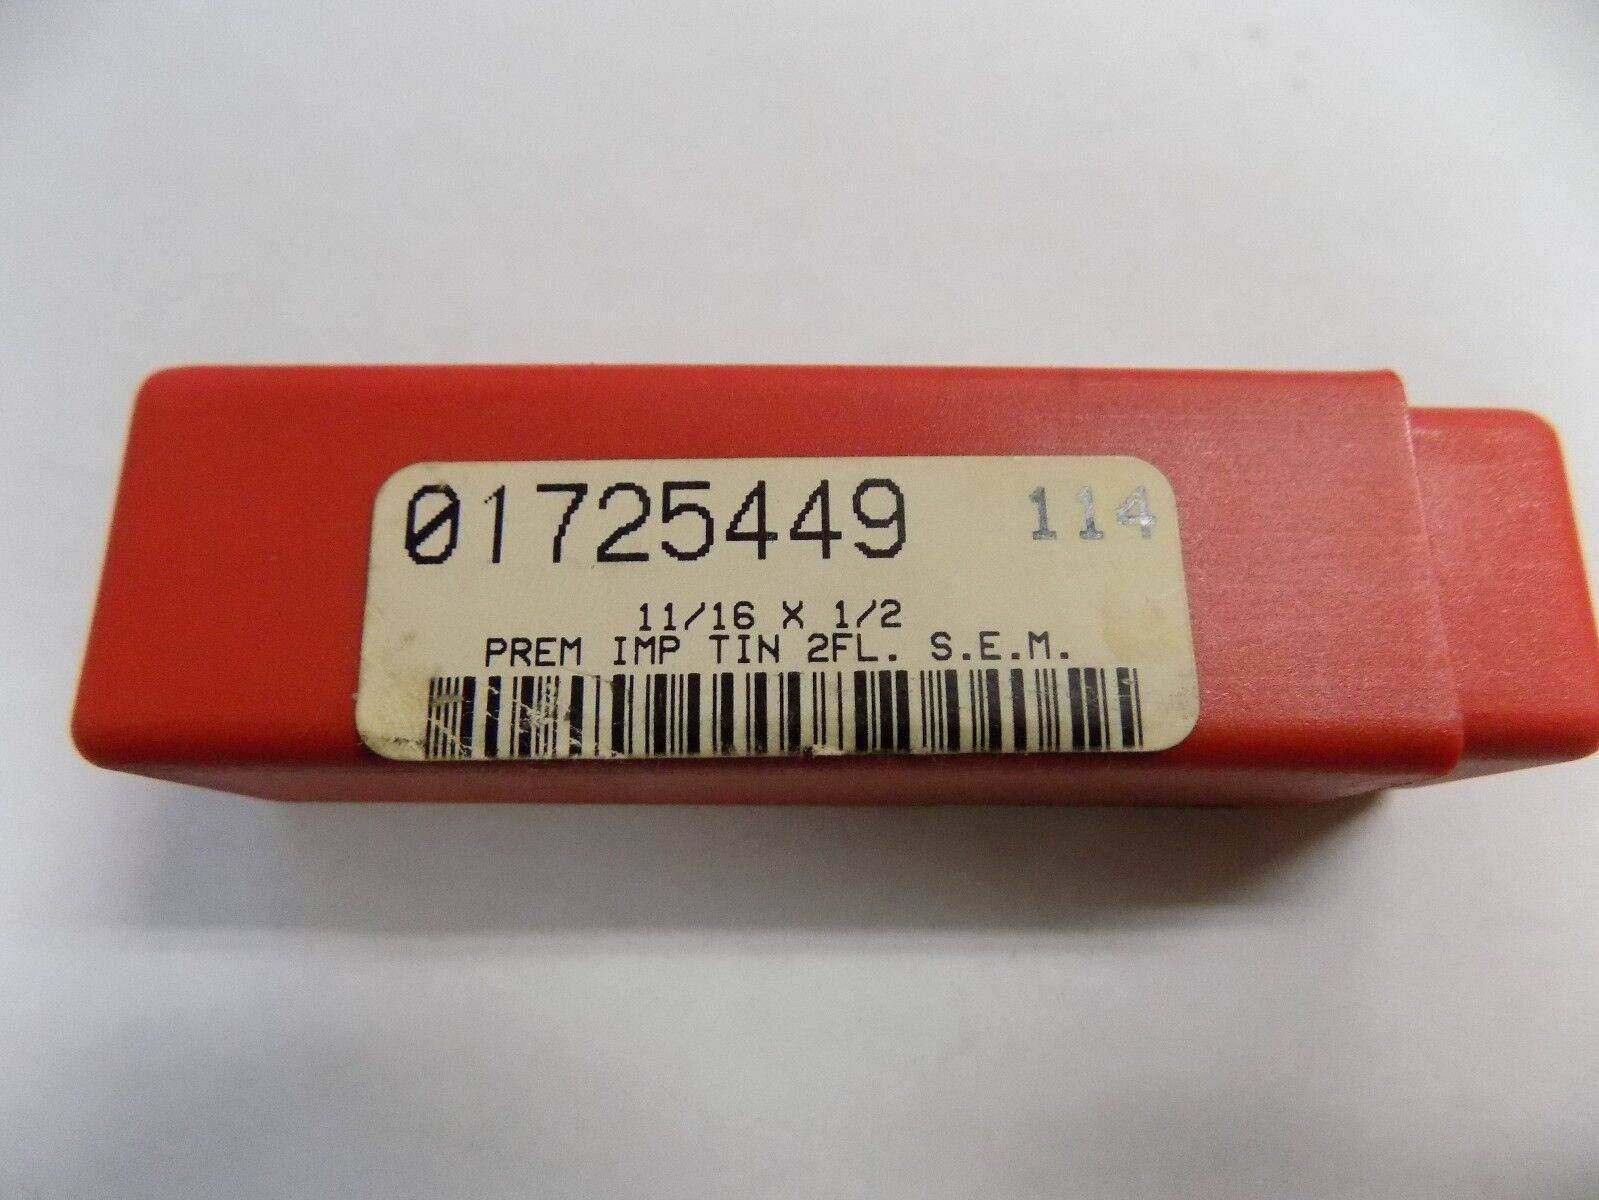 01725449 114
11/16 X 1/2
PREM IMP TIN 2FL. S.E.M.